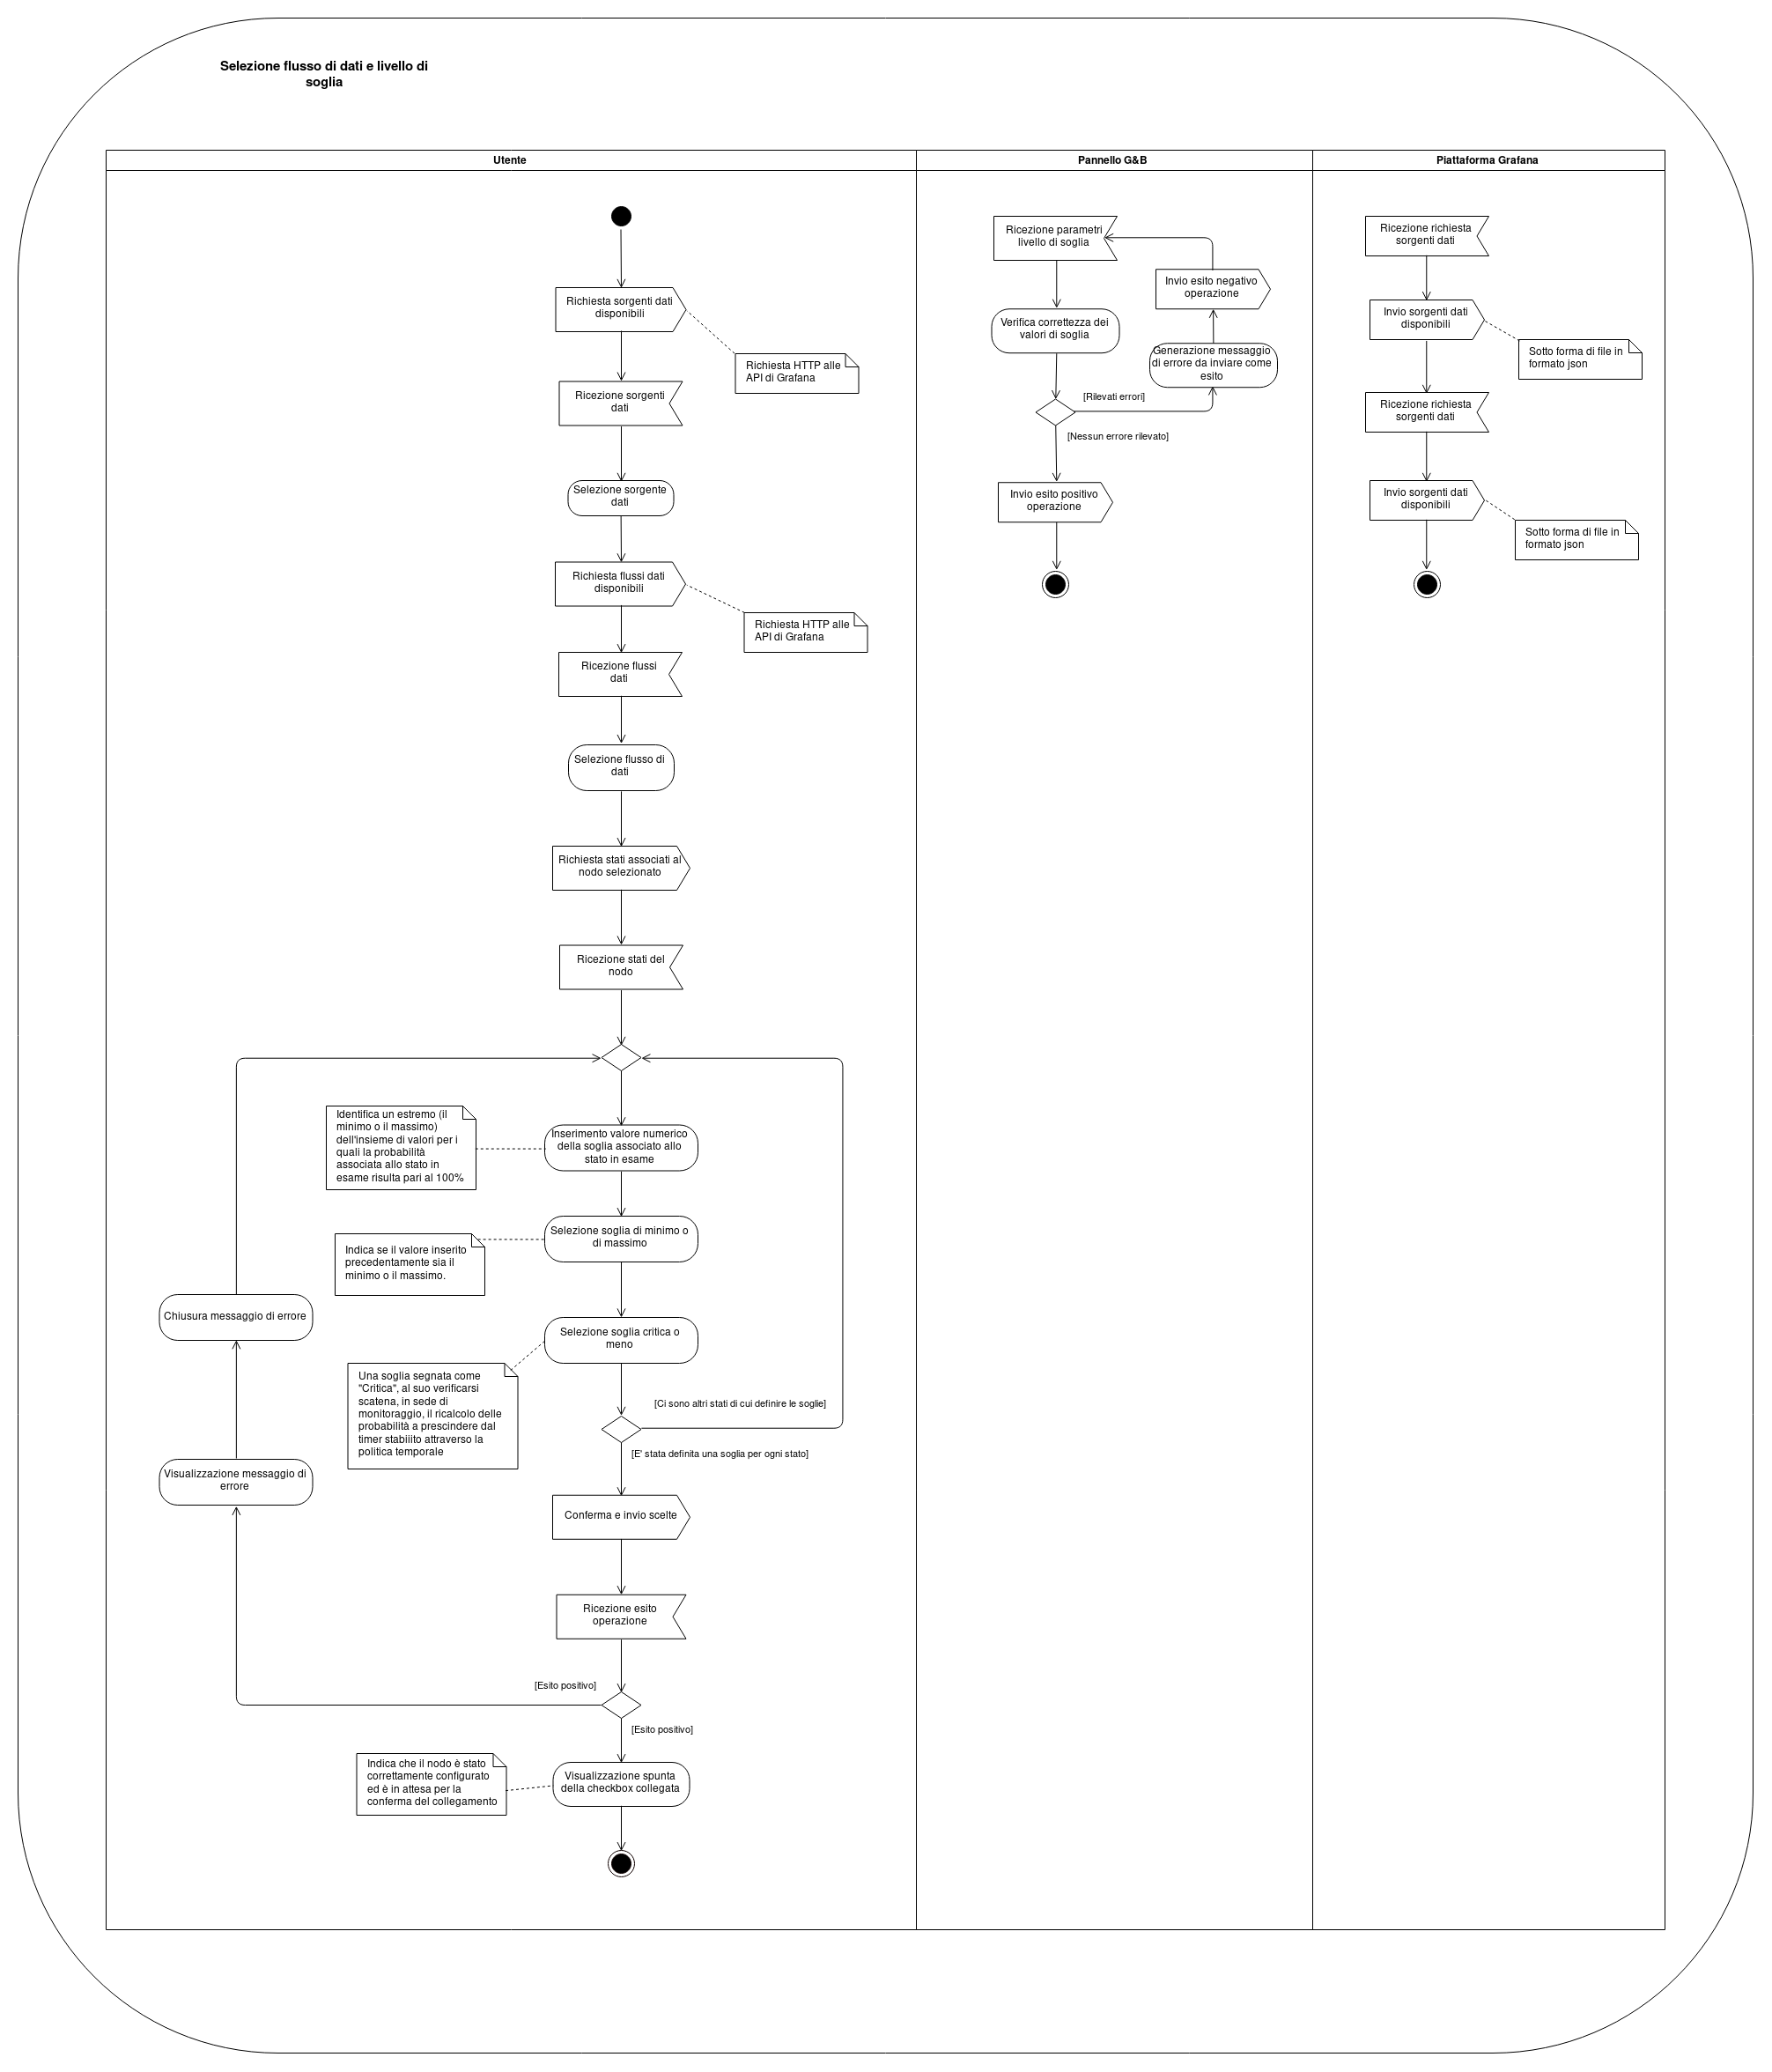 Selezione flusso di dati e livello di
soglia
Utente
Pannello G&B
Piattaforma Grafana
Richiesta sorgenti dati
disponibili
Richiesta HTTP alle
API di Grafana
Ricezione sorgenti
dati
Selezione sorgente
dati
Richiesta flussi dati
disponibili
Richiesta HTTP alle
API di Grafana
Ricezione flussi
dati
Selezione flusso di
dati
Richiesta stati associati al
nodo selezionato
Ricezione stati del
nodo
Identifica un estremo (il
minimo o il massimo)
dell'insieme di valori per i
quali la probabilità
associata allo stato in
esame risulta pari al 100%
Inserimento valore numerico
della soglia associato allo
stato in esame
Indica se il valore inserito
precedentamente sia il
minimo o il massimo.
Selezione soglia di minimo o
di massimo
Chiusura messaggio di errore
Selezione soglia critica o
meno
Una soglia segnata come
"Critica", al suo verificarsi
scatena, in sede di
monitoraggio, il ricalcolo delle
probabilità a prescindere dal
timer stabiiito attraverso la
politica temporale
[Ci sono altri stati di cui definire le soglie]
[E' stata definita una soglia per ogni stato]
Visualizzazione messaggio di
errore
Conferma e invio scelte
Ricezione esito
operazione
[Esito positivo]
[Esito positivo]
Indica che il nodo è stato
correttamente configurato
ed è in attesa per la
conferma del collegamento
Visualizzazione spunta
della checkbox collegata
Ricezione parametri
livello di soglia
Invio esito negativo
operazione
Verifica correttezza dei
valori di soglia
Generazione messaggio
di errore da inviare come
esito
[Rilevati errori]
[Nessun errore rilevato]
Invio esito positivo
operazione
Ricezione richiesta
sorgenti dati
Invio sorgenti dati
disponibili
Sotto forma di file in
formato json
Ricezione richiesta
sorgenti dati
Invio sorgenti dati
disponibili
Sotto forma di file in
formato json